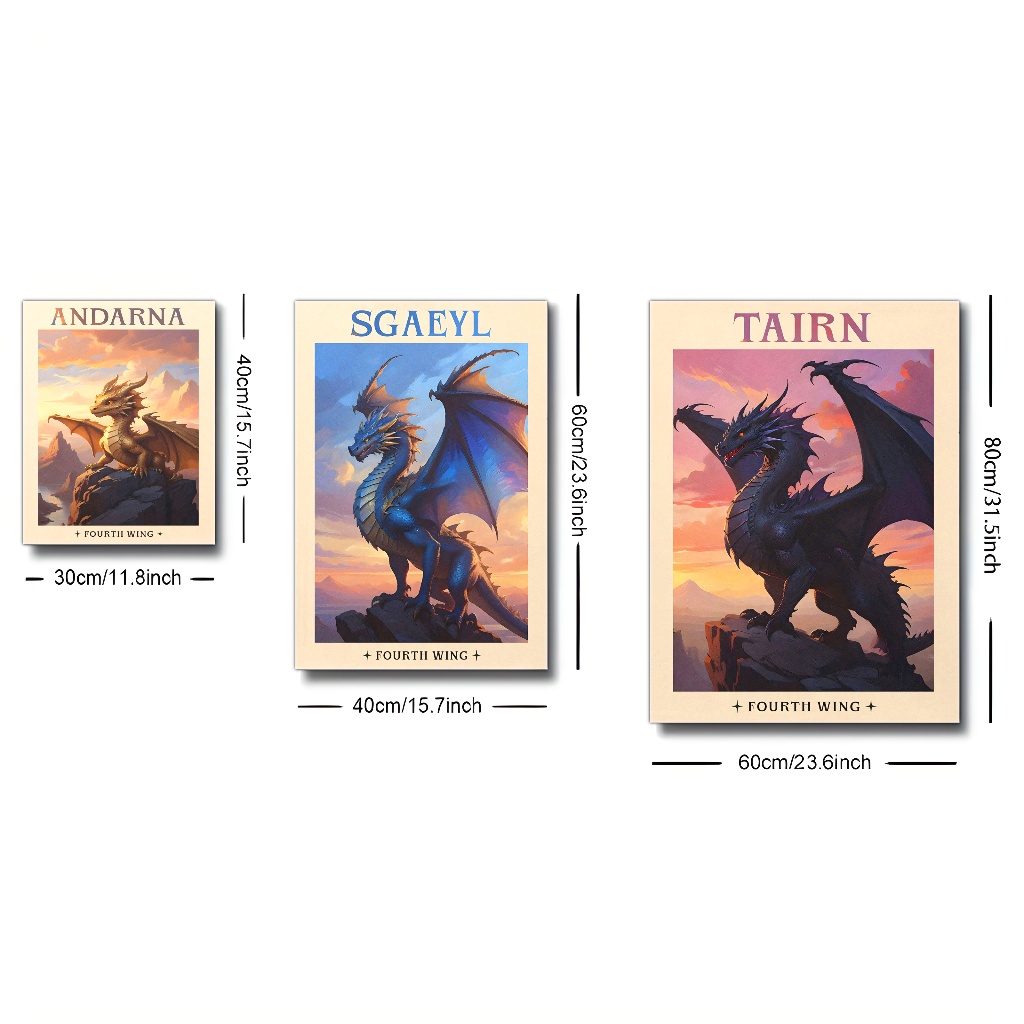 ANDARNA
✦ FOURTH WING ✦
40cm/15.7inch
30cm/11.8inch
SGAEYL
✦ FOURTH WING ✦
60cm/23.6inch
40cm/15.7inch
TAIRN
✦ FOURTH WING ✦
80cm/31.5inch
60cm/23.6inch